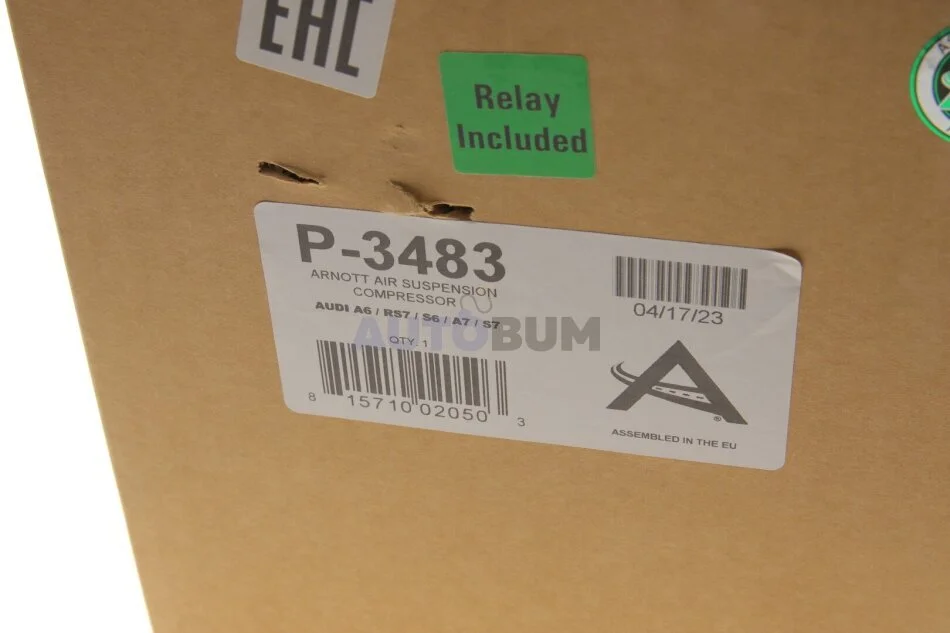 EAC
Relay
Included
P-3483
ARNOTT AIR SUSPENSION
COMPRESSOR
AUDI A6 / RS7 / S6 / A7 / S7
AUTOBUM
QTY. 1
8 15710 02050 3
04/17/23
A
®
ASSEMBLED IN THE EU